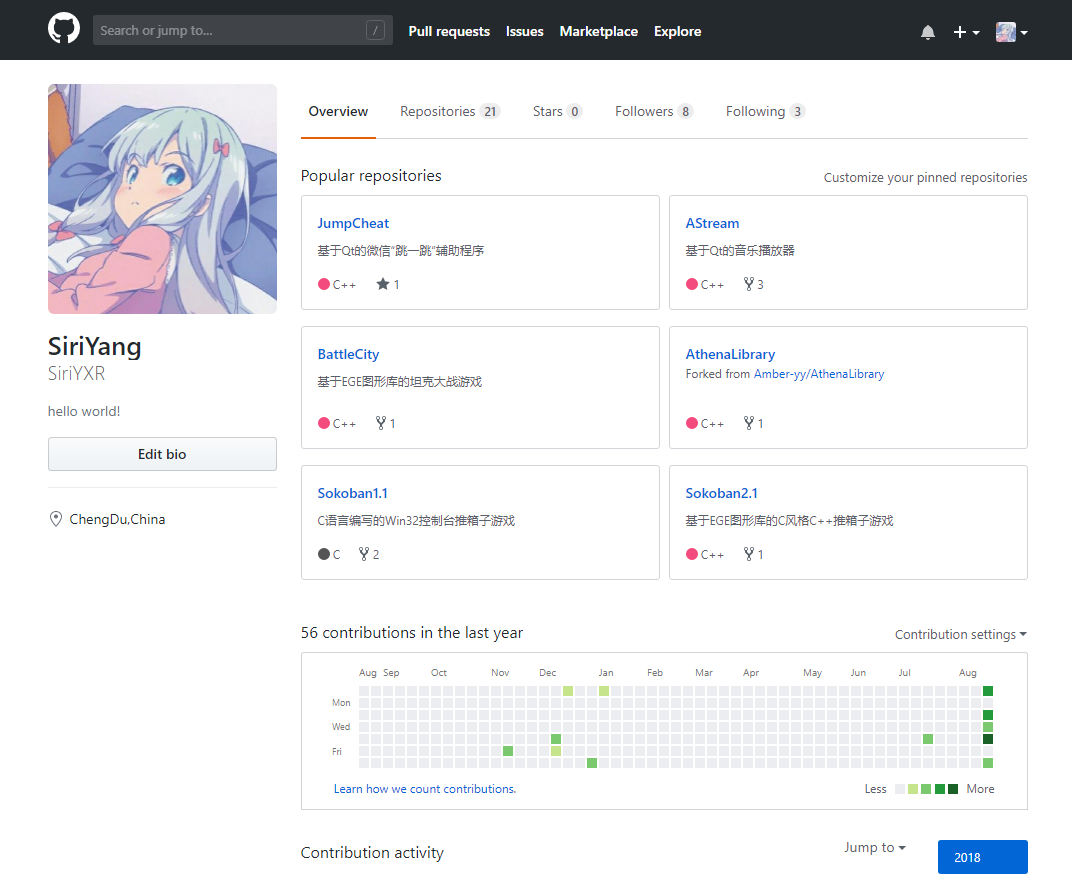 Search or jump to... / Pull requests Issues Marketplace Explore
Overview Repositories 21 Stars 0 Followers 8 Following 3
SiriYang
SiriYXR
hello world!
Edit bio
ChengDu,China
Popular repositories Customize your pinned repositories
JumpCheat
基于Qt的微信“跳一跳”辅助程序
C++ 1
AStream
基于Qt的音乐播放器
C++ 3
BattleCity
基于EGE图形库的坦克大战游戏
C++ 1
AthenaLibrary
Forked from Amber-yy/AthenaLibrary
C++ 1
Sokoban1.1
C语言编写的Win32控制台推箱子游戏
C 2
Sokoban2.1
基于EGE图形库的C风格C++推箱子游戏
C++ 1
56 contributions in the last year Contribution settings
Aug Sep Oct Nov Dec Jan Feb Mar Apr May Jun Jul Aug
Mon
Wed
Fri
Learn how we count contributions. Less More
Contribution activity Jump to 2018